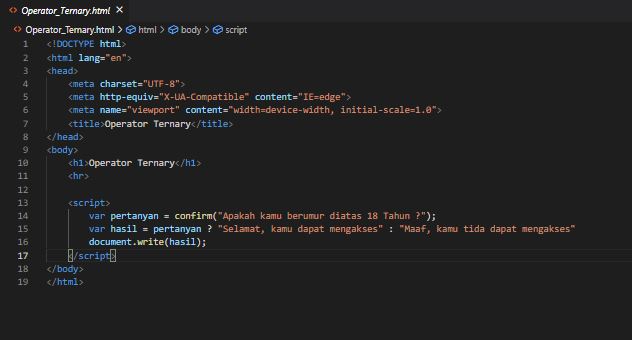 Operator_Ternary.html ×
Operator_Ternary.html > html > body > script
1 <!DOCTYPE html>
2 <html lang="en">
3 <head>
4 <meta charset="UTF-8">
5 <meta http-equiv="X-UA-Compatible" content="IE=edge">
6 <meta name="viewport" content="width=device-width, initial-scale=1.0">
7 <title>Operator Ternary</title>
8 </head>
9 <body>
10 <h1>Operator Ternary</h1>
11 <hr>
12
13 <script>
14 var pertanyan = confirm("Apakah kamu berumur diatas 18 Tahun ?");
15 var hasil = pertanyan ? "Selamat, kamu dapat mengakses" : "Maaf, kamu tida dapat mengakses"
16 document.write(hasil);
17 </script>
18 </body>
19 </html>